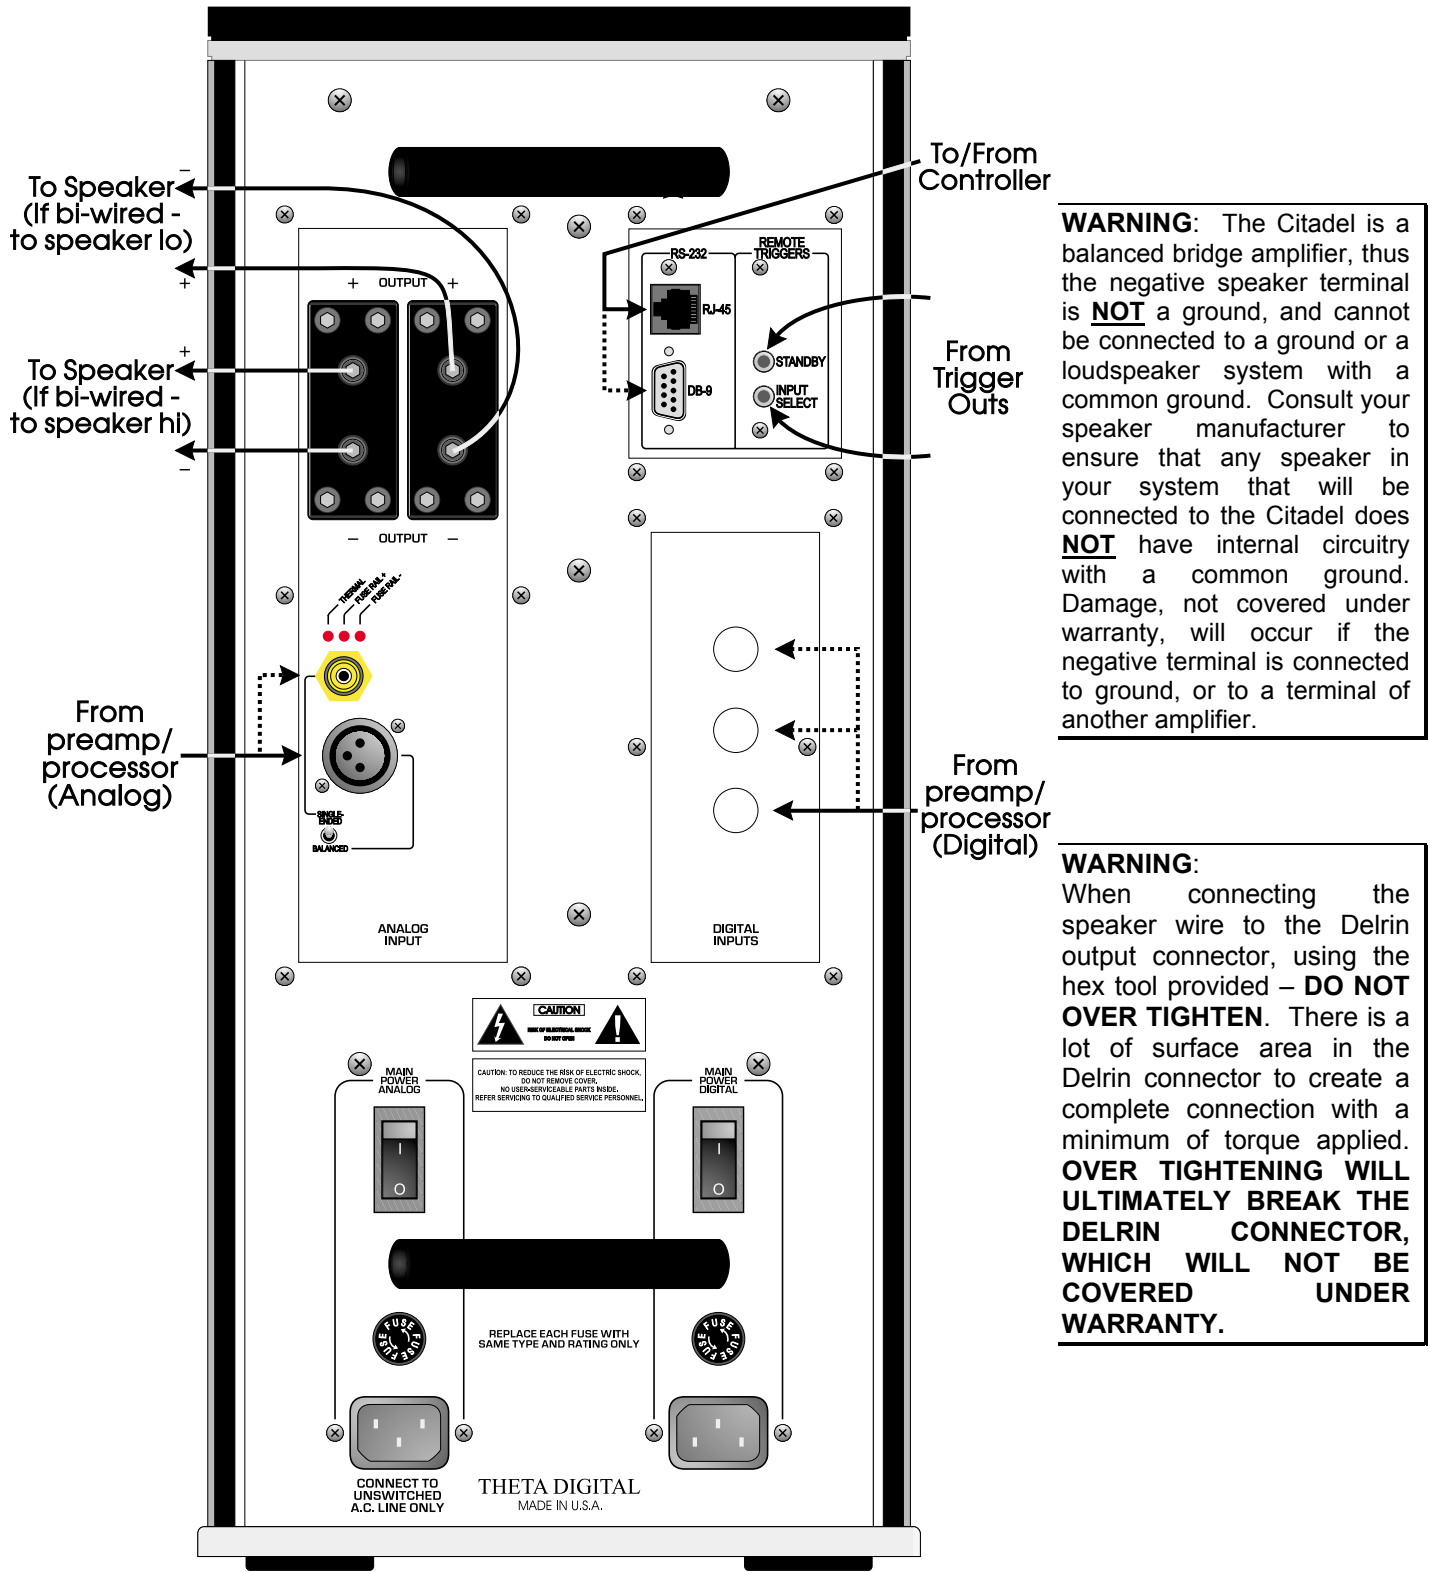 To Speaker
(If bi-wired -
to speaker lo)
−
+
To Speaker
(If bi-wired -
to speaker hi)
+
−
From
preamp/
processor
(Analog)
+ OUTPUT +
− OUTPUT −
THERMAL
FUSE RAIL +
FUSE RAIL -
SINGLE-
ENDED
BALANCED
ANALOG
INPUT
RS-232
REMOTE
TRIGGERS
RJ-45
DB-9
STANDBY
INPUT
SELECT
To/From
Controller
From
Trigger
Outs
From
preamp/
processor
(Digital)
DIGITAL
INPUTS
CAUTION
RISK OF ELECTRICAL SHOCK
DO NOT OPEN
CAUTION: TO REDUCE THE RISK OF ELECTRIC SHOCK,
DO NOT REMOVE COVER.
NO USER-SERVICEABLE PARTS INSIDE.
REFER SERVICING TO QUALIFIED SERVICE PERSONNEL.
MAIN
POWER
ANALOG
I
O
MAIN
POWER
DIGITAL
I
O
FUSE FUSE FUSE
REPLACE EACH FUSE WITH
SAME TYPE AND RATING ONLY
FUSE FUSE FUSE
CONNECT TO
UNSWITCHED
A.C. LINE ONLY
THETA DIGITAL
MADE IN U.S.A.
WARNING: The Citadel is a
balanced bridge amplifier, thus
the negative speaker terminal
is NOT a ground, and cannot
be connected to a ground or a
loudspeaker system with a
common ground. Consult your
speaker manufacturer to
ensure that any speaker in
your system that will be
connected to the Citadel does
NOT have internal circuitry
with a common ground.
Damage, not covered under
warranty, will occur if the
negative terminal is connected
to ground, or to a terminal of
another amplifier.
WARNING:
When connecting the
speaker wire to the Delrin
output connector, using the
hex tool provided – DO NOT
OVER TIGHTEN. There is a
lot of surface area in the
Delrin connector to create a
complete connection with a
minimum of torque applied.
OVER TIGHTENING WILL
ULTIMATELY BREAK THE
DELRIN CONNECTOR,
WHICH WILL NOT BE
COVERED UNDER
WARRANTY.